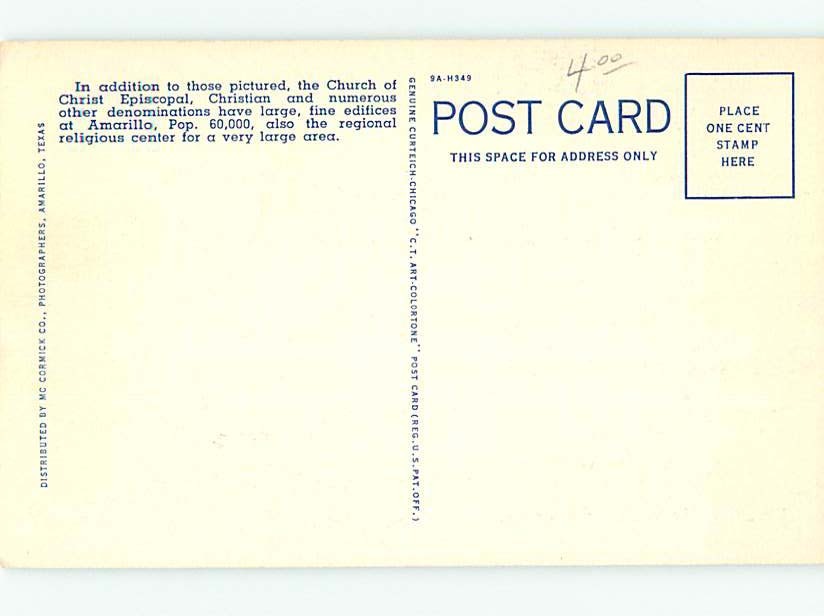 In addition to those pictured, the Church of
Christ Episcopal, Christian and numerous
other denominations have large, fine edifices
at Amarillo, Pop. 60,000, also the regional
religious center for a very large area.
DISTRIBUTED BY MC CORMICK CO., PHOTOGRAPHERS, AMARILLO, TEXAS
GENUINE CURTEICH-CHICAGO "C.T. ART-COLORTONE" POST CARD (REG. U.S. PAT. OFF.)
9A-H349
4.00
POST CARD
THIS SPACE FOR ADDRESS ONLY
PLACE
ONE CENT
STAMP
HERE